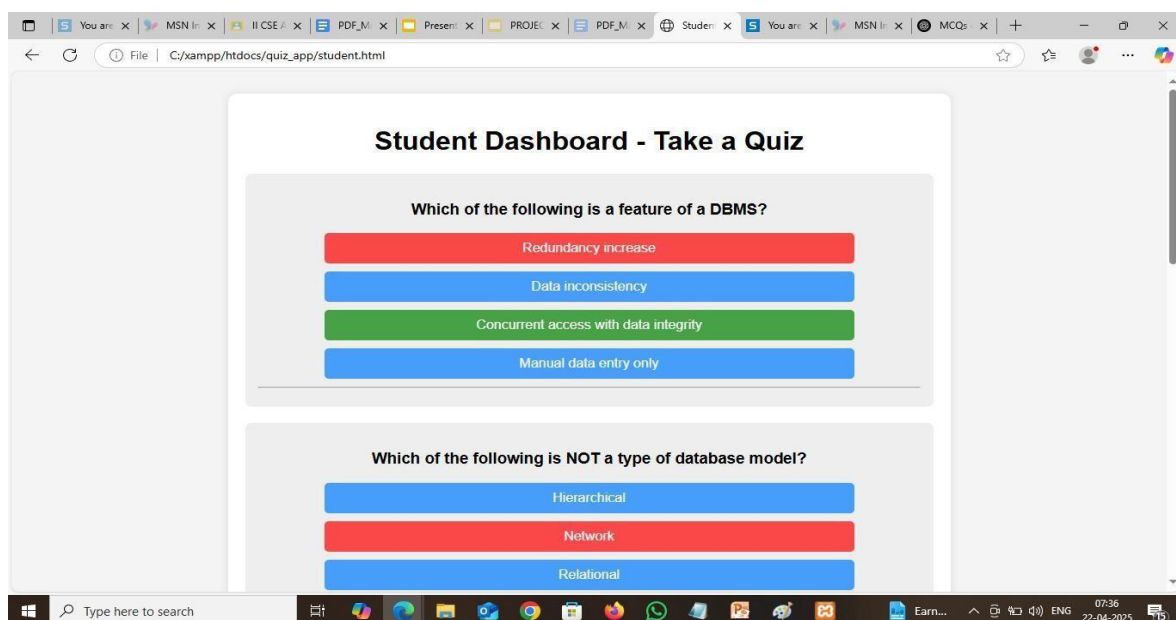 You are
MSN In
II CSE A
PDF_M
Present
PROJEC
PDF_M
Studen
You are
MSN In
MCQs
File
C:/xampp/htdocs/quiz_app/student.html
Student Dashboard - Take a Quiz
Which of the following is a feature of a DBMS?
Redundancy increase
Data inconsistency
Concurrent access with data integrity
Manual data entry only
Which of the following is NOT a type of database model?
Hierarchical
Network
Relational
Type here to search
Earn...
ENG
07:36
22-04-2025